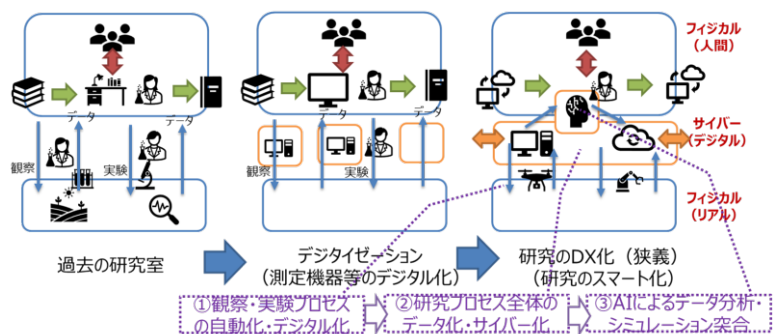 フィジカル
（人間）
データ
データ
データ
データ
サイバー
（デジタル）
観察
実験
観察
実験
フィジカル
（リアル）
過去の研究室
デジタイゼーション
（測定機器等のデジタル化）
研究のDX化（狭義）
（研究のスマート化）
①観察・実験プロセス
の自動化・デジタル化
②研究プロセス全体の
データ化・サイバー化
③AIによるデータ分析・
シミュレーション突合